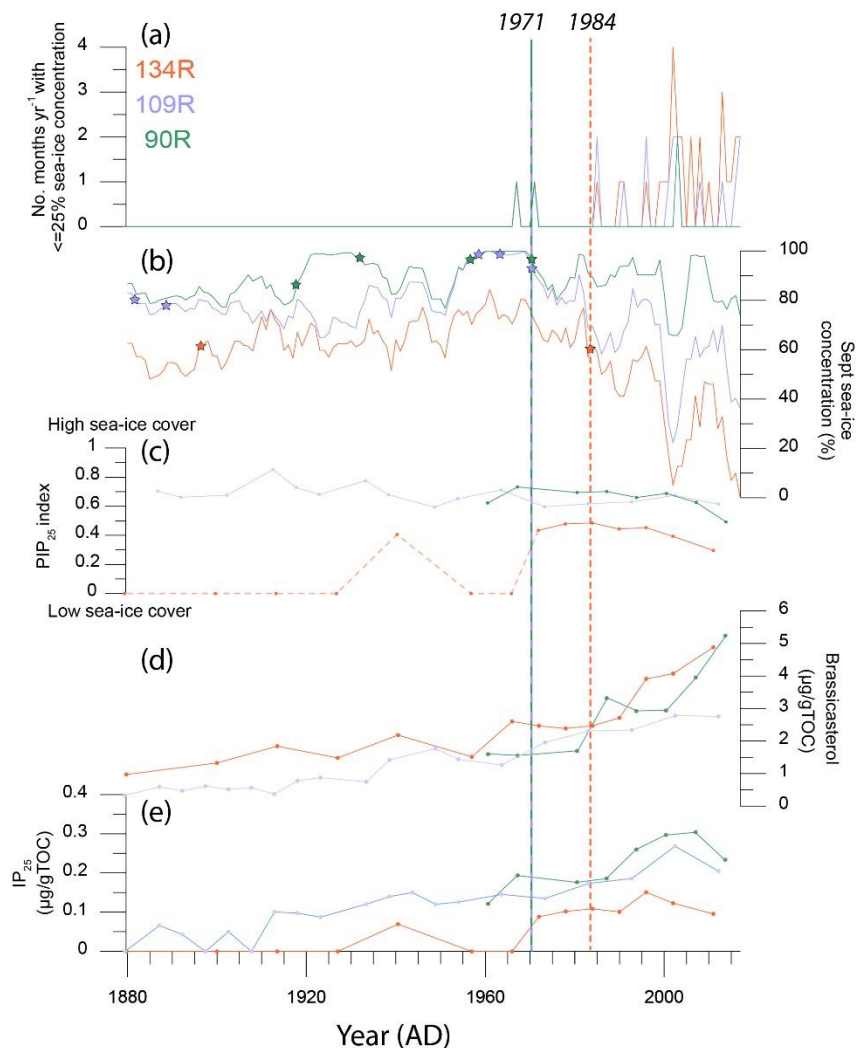 1971 1984
(a)
134R
109R
90R
No. months yr⁻¹ with
<=25% sea-ice concentration
4
3
2
1
0
(b)
100
80
60
40
20
0
Sept sea-ice
concentration (%)
High sea-ice cover
(c)
1
0.8
0.6
0.4
0.2
0
PIP₂₅ index
Low sea-ice cover
(d)
6
5
4
3
2
1
0
Brassicasterol
(µg/gTOC)
(e)
0.4
0.3
0.2
0.1
0
IP₂₅
(µg/gTOC)
1880 1920 1960 2000
Year (AD)